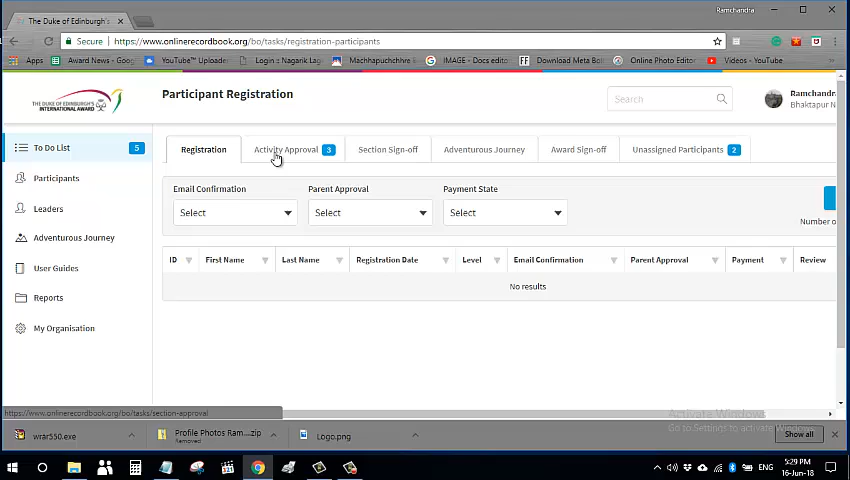 Ramchandra
The Duke of Edinburgh's
Secure
https://www.onlinerecordbook.org/bo/tasks/registration-participants
Apps
Award News - Goog
YouTube™ Uploade
Login :: Nagarik Lag
Machhapuchhhre
IMAGE - Docs editor
Download Meta Bol
Online Photo Editor
Videos - YouTube
THE DUKE OF EDINBURGH'S
INTERNATIONAL AWARD
Participant Registration
Search
Ramchandra
Bhaktapur N
To Do List 5
Participants
Leaders
Adventurous Journey
User Guides
Reports
My Organisation
Registration
Activity Approval 3
Section Sign-off
Adventurous Journey
Award Sign-off
Unassigned Participants 2
Email Confirmation
Parent Approval
Payment State
Select
Select
Select
Number o
ID
First Name
Last Name
Registration Date
Level
Email Confirmation
Parent Approval
Payment
Review
No results
https://www.onlinerecordbook.org/bo/tasks/section-approval
Activate Windows
Go to Settings to activate Windows.
wrar550.exe
Profile Photos Ram....zip
Removed
Logo.png
Show all
ENG
5:29 PM
16-Jun-18